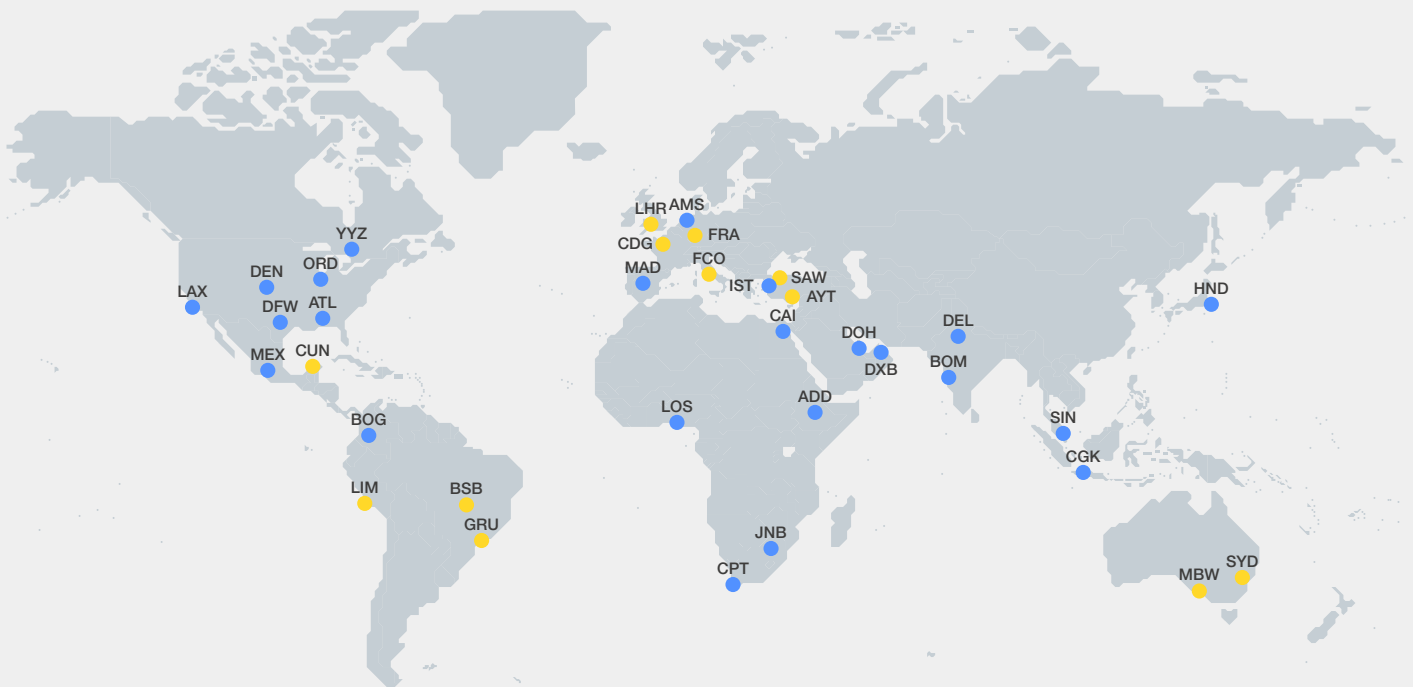 LHR
AMS
CDG
FRA
YYZ
FCO
MAD
ORD
DEN
IST
SAW
LAX
DFW
ATL
AYT
HND
CAI
DOH
DEL
MEX
CUN
DXB
BOM
LOS
ADD
BOG
SIN
CGK
LIM
BSB
GRU
JNB
CPT
MBW
SYD